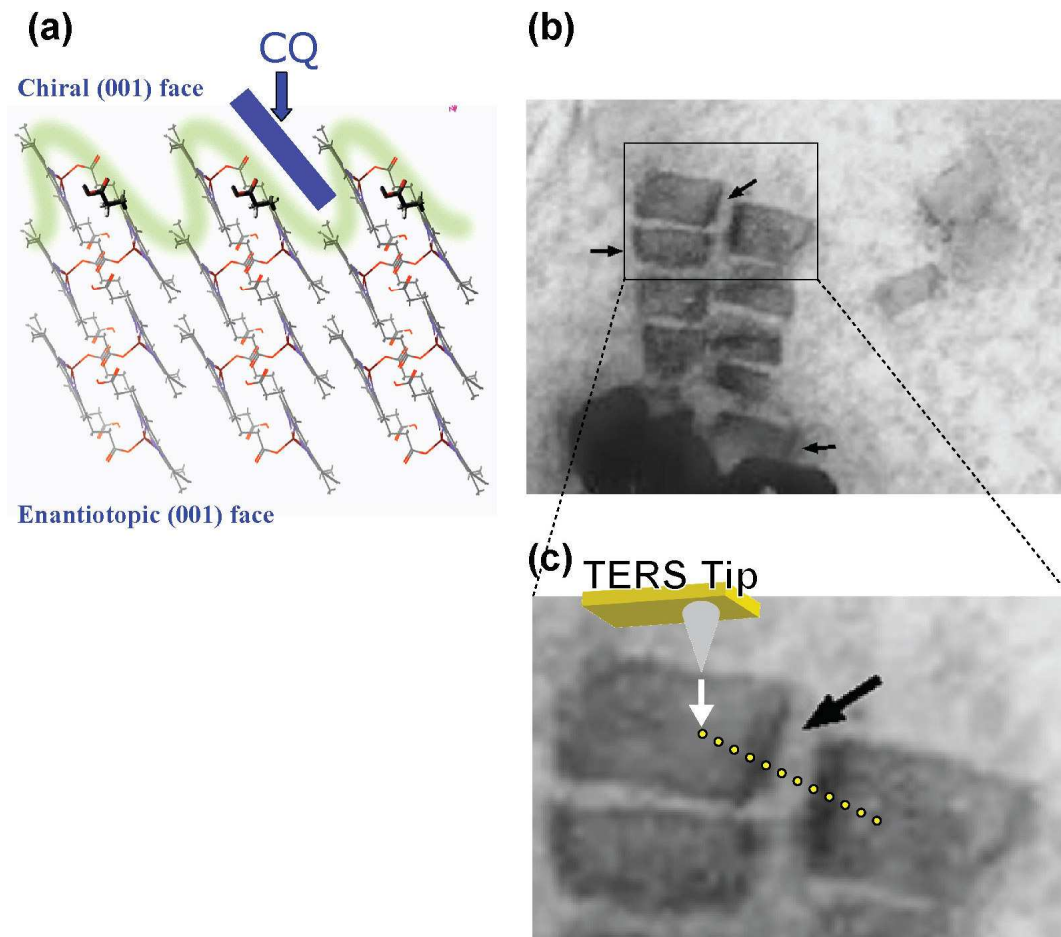 (a)
CQ
Chiral (001) face
Enantiotopic (001) face
(b)
(c)
TERS Tip